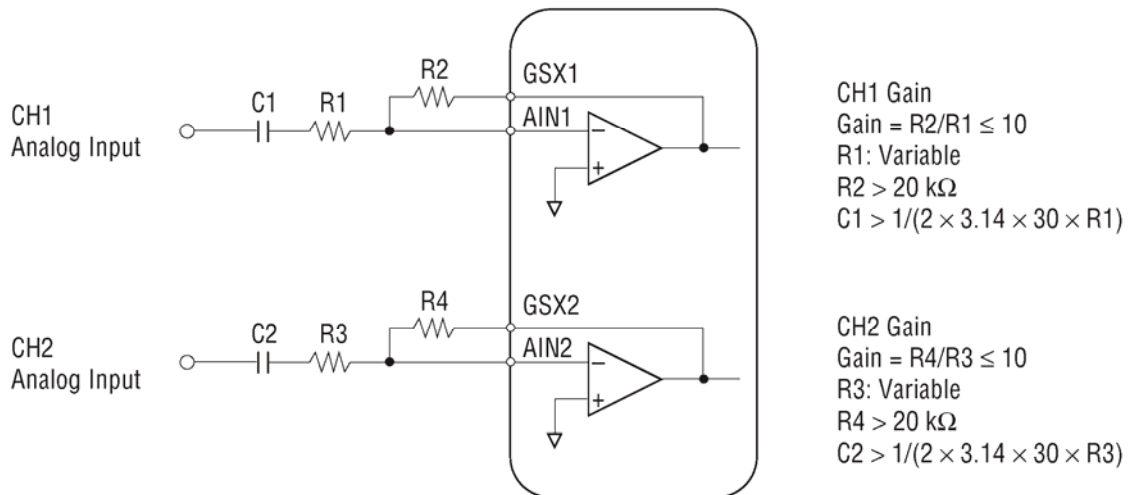 R2
GSX1
C1
R1
AIN1
CH1
Analog Input
−
+
CH1 Gain
Gain = R2/R1 ≤ 10
R1: Variable
R2 > 20 kΩ
C1 > 1/(2 × 3.14 × 30 × R1)
R4
GSX2
C2
R3
AIN2
CH2
Analog Input
−
+
CH2 Gain
Gain = R4/R3 ≤ 10
R3: Variable
R4 > 20 kΩ
C2 > 1/(2 × 3.14 × 30 × R3)